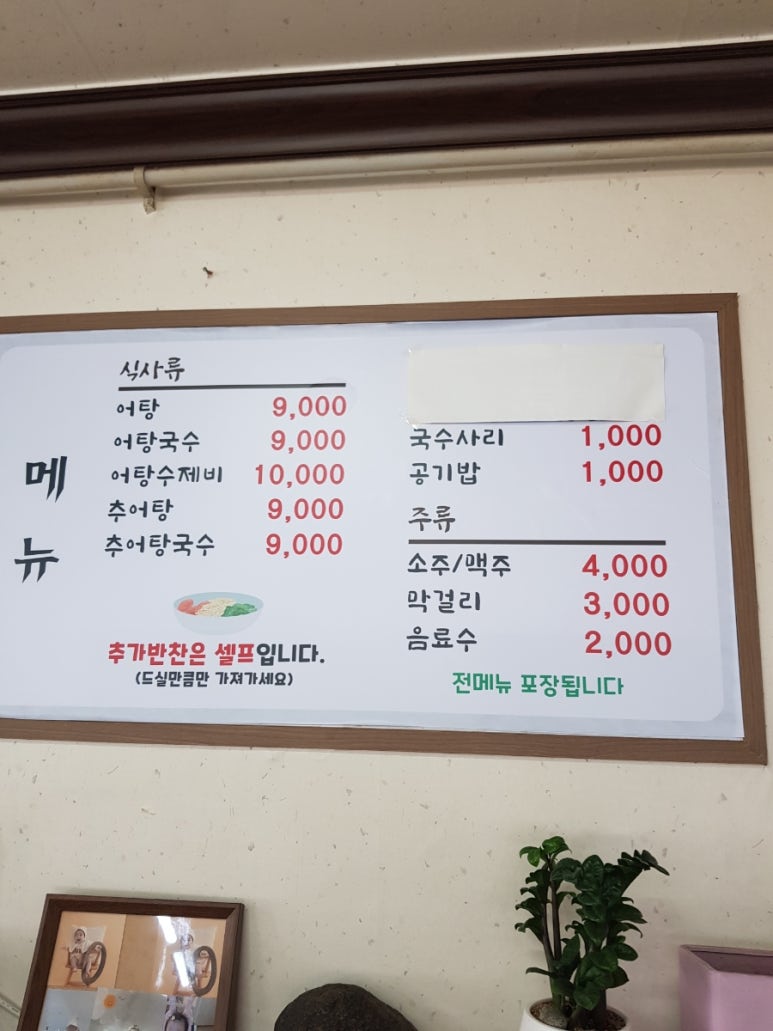 메뉴
식사류
어탕 9,000
어탕국수 9,000
어탕수제비 10,000
추어탕 9,000
추어탕국수 9,000
추가반찬은 셀프입니다.
(드실만큼만 가져가세요)
국수사리 1,000
공기밥 1,000
주류
소주/맥주 4,000
막걸리 3,000
음료수 2,000
전메뉴 포장됩니다